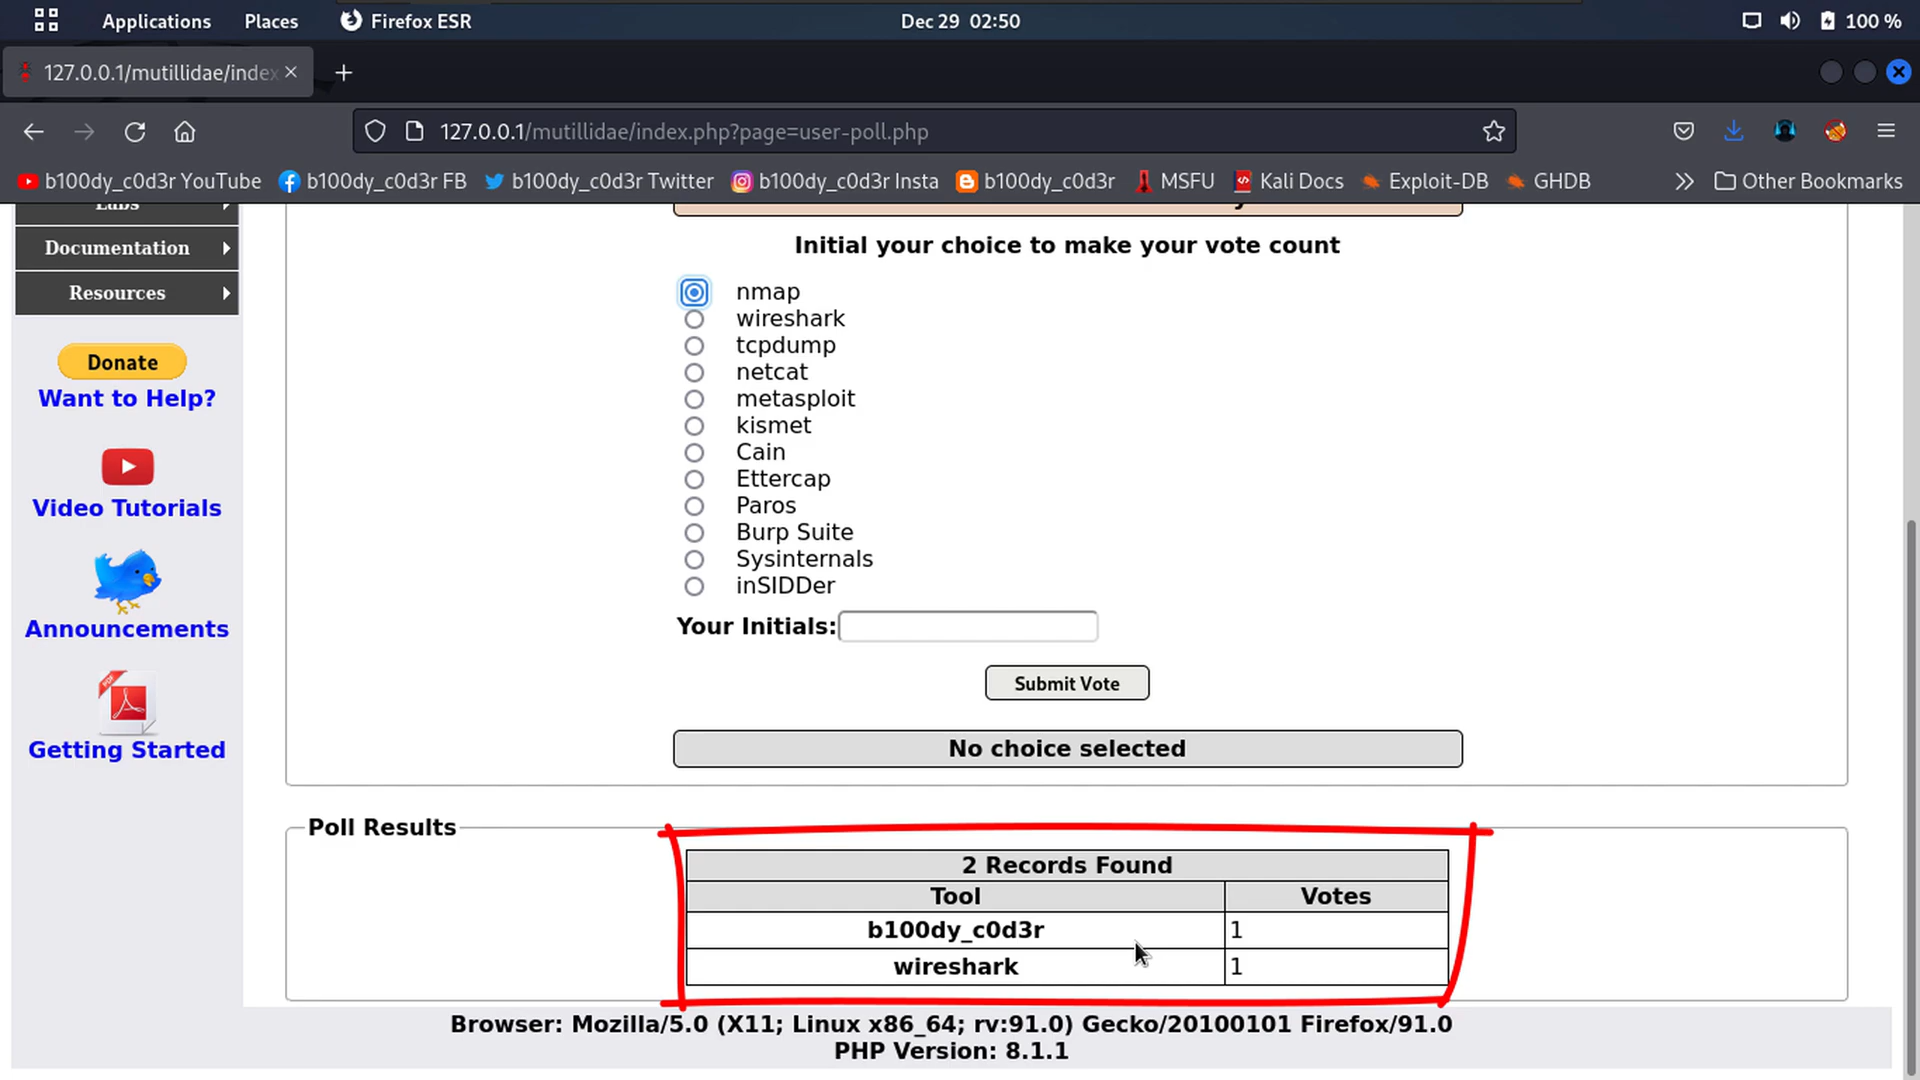 Applications Places Firefox ESR Dec 29 02:50 100 %
127.0.0.1/mutillidae/index
127.0.0.1/mutillidae/index.php?page=user-poll.php
b100dy_c0d3r YouTube b100dy_c0d3r FB b100dy_c0d3r Twitter b100dy_c0d3r Insta b100dy_c0d3r MSFU Kali Docs Exploit-DB GHDB Other Bookmarks
Labs
Documentation
Resources
Donate
Want to Help?
Video Tutorials
Announcements
PDF
Getting Started
Initial your choice to make your vote count
nmap
wireshark
tcpdump
netcat
metasploit
kismet
Cain
Ettercap
Paros
Burp Suite
Sysinternals
inSIDDer
Your Initials:
Submit Vote
No choice selected
Poll Results
2 Records Found
Tool Votes
b100dy_c0d3r 1
wireshark 1
Browser: Mozilla/5.0 (X11; Linux x86_64; rv:91.0) Gecko/20100101 Firefox/91.0
PHP Version: 8.1.1